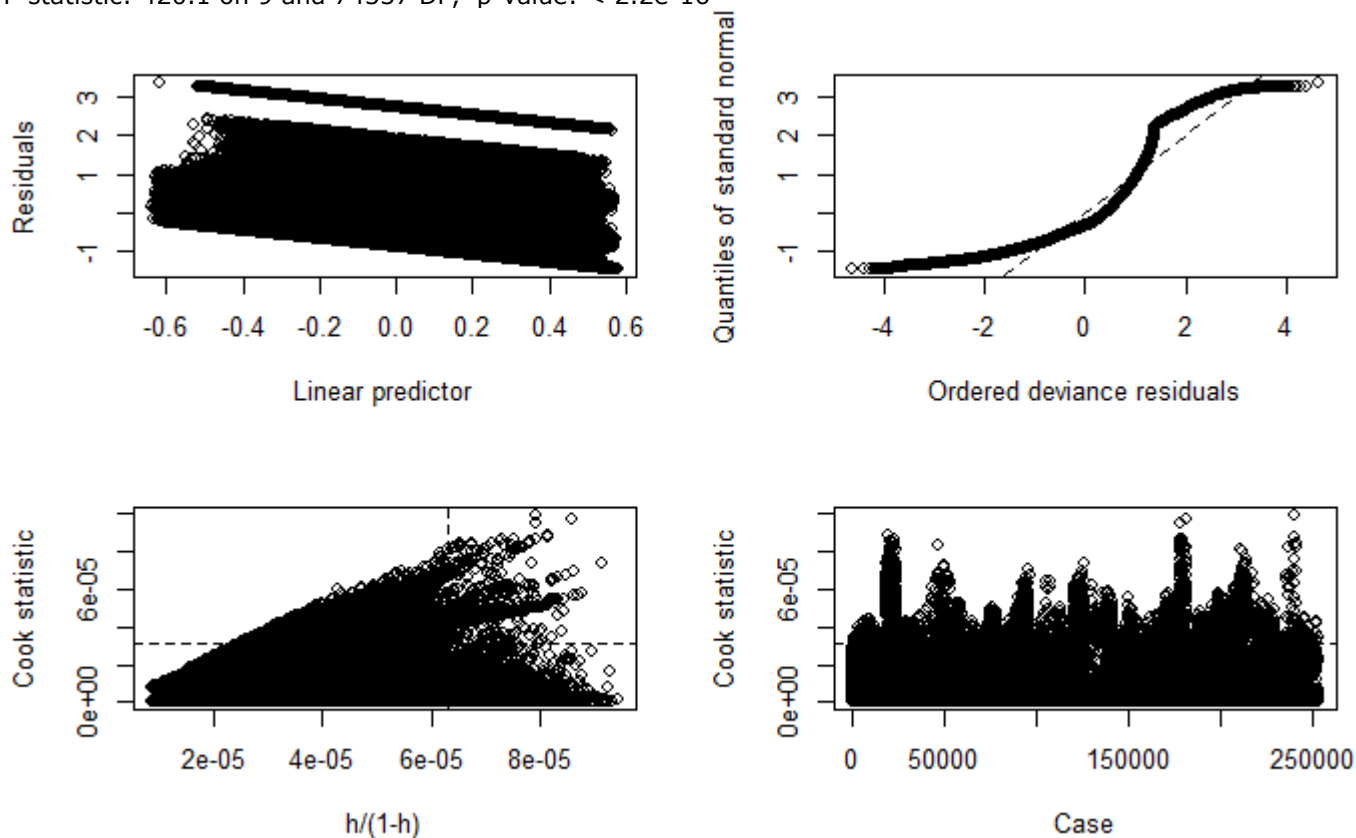 statistic: 420.1 on 9 and DF, p value: < 2.2e 16
Residuals
3
2
1
-1
-0.6 -0.4 -0.2 0.0 0.2 0.4 0.6
Linear predictor
Quantiles of standard normal
3
2
1
-1
-4 -2 0 2 4
Ordered deviance residuals
Cook statistic
6e-05
0e+00
2e-05 4e-05 6e-05 8e-05
h/(1-h)
Cook statistic
6e-05
0e+00
0 50000 150000 250000
Case